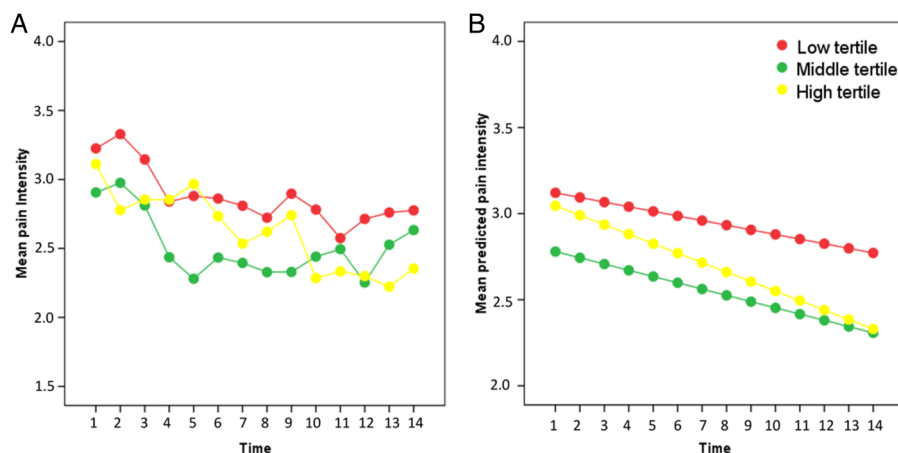 A
Mean pain Intensity
4.0
3.5
3.0
2.5
2.0
1.5
1 2 3 4 5 6 7 8 9 10 11 12 13 14
Time
B
Mean predicted pain intensity
4.0
3.5
3.0
2.5
2.0
Low tertile
Middle tertile
High tertile
1 2 3 4 5 6 7 8 9 10 11 12 13 14
Time